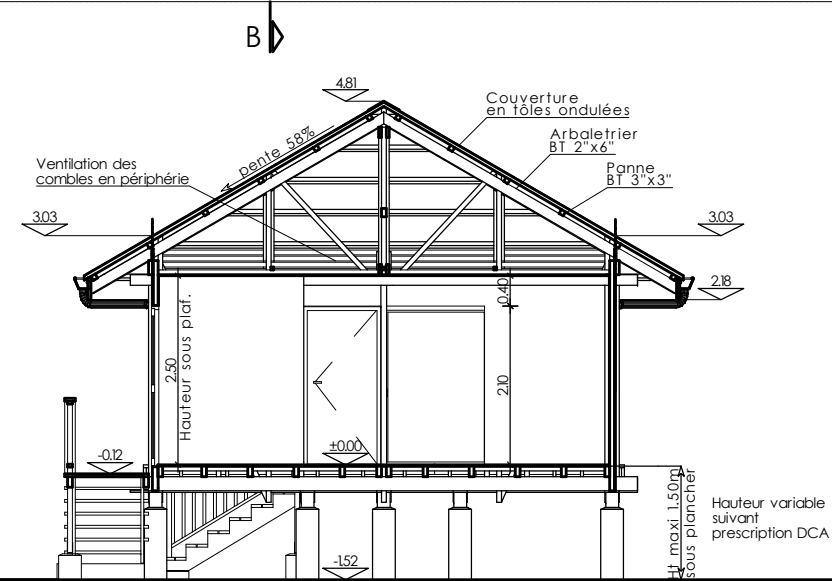 B
4.81
Couverture
en tôles ondulées
pente 58%
Arbaletrier
BT 2"x6"
Ventilation des
combles en périphérie
Panne
BT 3"x3"
3.03
3.03
2.18
0.40
2.50
Hauteur sous plaf.
2.10
±0.00
-0.12
Ht maxi 1.50m
sous plancher
Hauteur variable
suivant
prescription DCA
-1.52